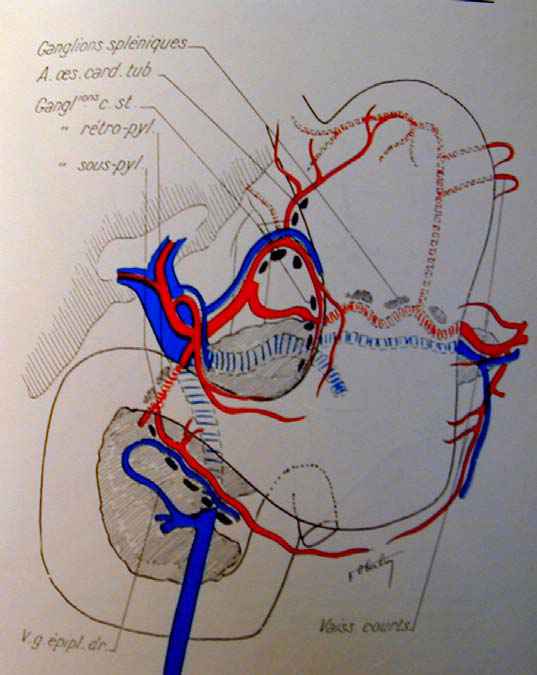 Ganglions spléniques
A. œs. card. tub
Ganglions c. st.
" rétro-pyl.
" sous-pyl.
V. g. épipl. dr.
Vaiss. courts